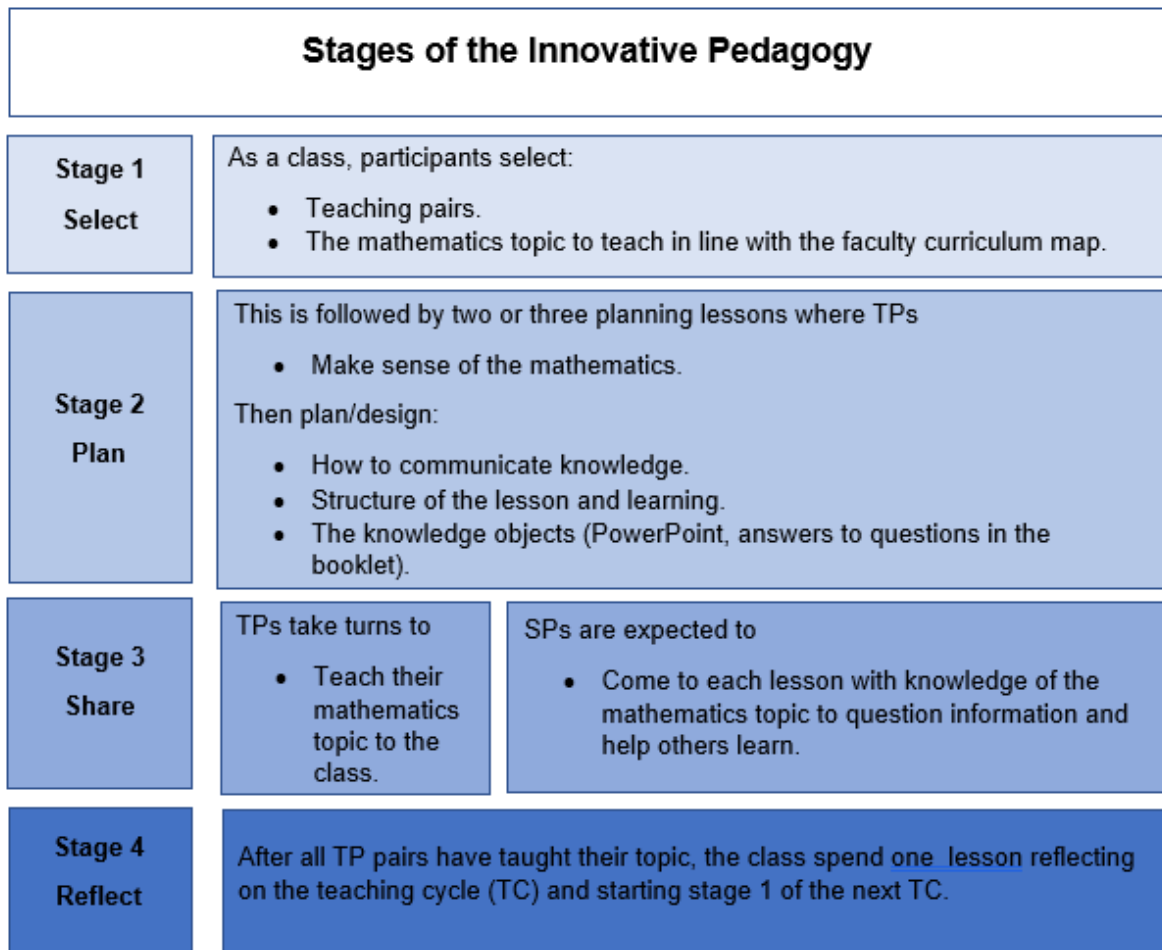 Stages of the Innovative Pedagogy
Stage 1
Select
As a class, participants select:
• Teaching pairs.
• The mathematics topic to teach in line with the faculty curriculum map.
Stage 2
Plan
This is followed by two or three planning lessons where TPs
• Make sense of the mathematics.
Then plan/design:
• How to communicate knowledge.
• Structure of the lesson and learning.
• The knowledge objects (PowerPoint, answers to questions in the
booklet).
Stage 3
Share
TPs take turns to
• Teach their
mathematics
topic to the
class.
SPs are expected to
• Come to each lesson with knowledge of the
mathematics topic to question information and
help others learn.
Stage 4
Reflect
After all TP pairs have taught their topic, the class spend one  lesson reflecting
on the teaching cycle (TC) and starting stage 1 of the next TC.